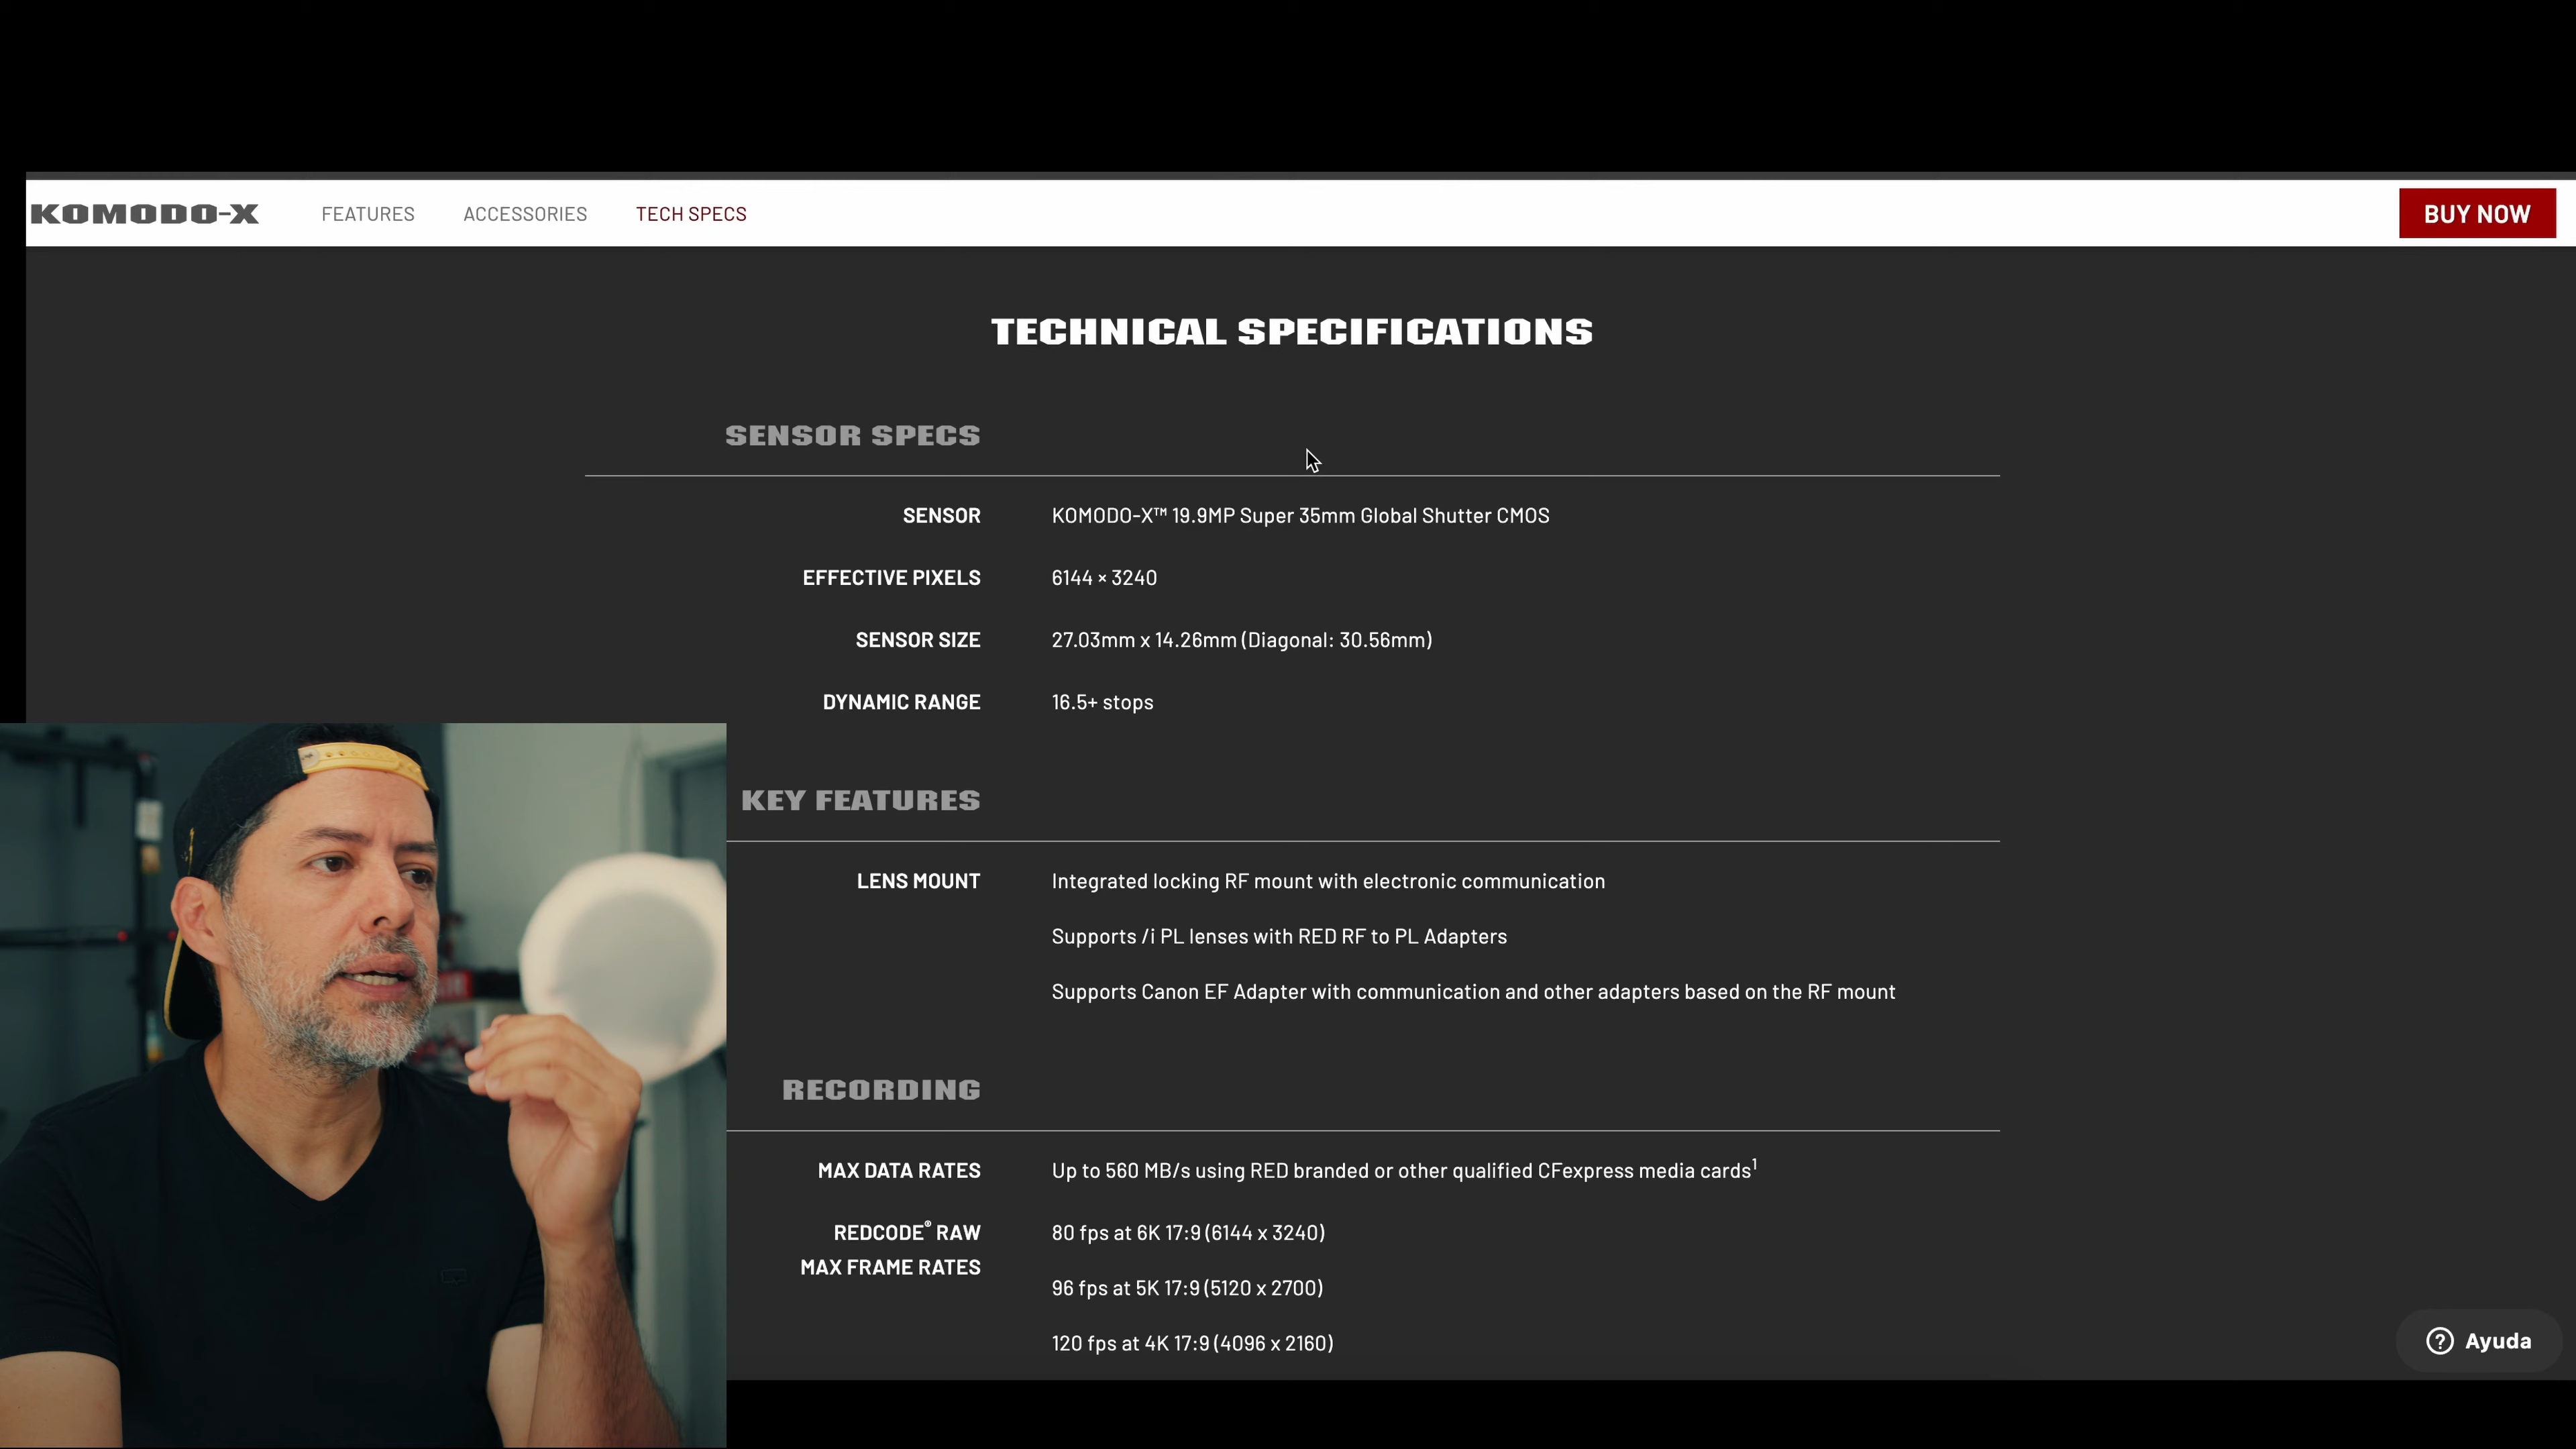 KOMODO-X FEATURES ACCESSORIES TECH SPECS BUY NOW
TECHNICAL SPECIFICATIONS
SENSOR SPECS
SENSOR KOMODO-X™ 19.9MP Super 35mm Global Shutter CMOS
EFFECTIVE PIXELS 6144 × 3240
SENSOR SIZE 27.03mm x 14.26mm (Diagonal: 30.56mm)
DYNAMIC RANGE 16.5+ stops
KEY FEATURES
LENS MOUNT Integrated locking RF mount with electronic communication
Supports /i PL lenses with RED RF to PL Adapters
Supports Canon EF Adapter with communication and other adapters based on the RF mount
RECORDING
MAX DATA RATES Up to 560 MB/s using RED branded or other qualified CFexpress media cards¹
REDCODE® RAW 80 fps at 6K 17:9 (6144 x 3240)
MAX FRAME RATES
96 fps at 5K 17:9 (5120 x 2700)
120 fps at 4K 17:9 (4096 x 2160)
Ayuda